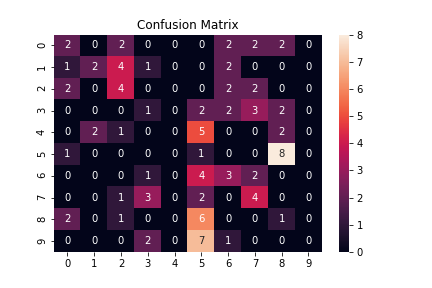 Confusion Matrix
0 2 0 2 0 0 0 2 2 2 0
1 1 2 4 1 0 0 2 0 0 0
2 2 0 4 0 0 0 2 2 0 0
3 0 0 0 1 0 2 2 3 2 0
4 0 2 1 0 0 5 0 0 2 0
5 1 0 0 0 0 1 0 0 8 0
6 0 0 0 1 0 4 3 2 0 0
7 0 0 1 3 0 2 0 4 0 0
8 2 0 1 0 0 6 0 0 1 0
9 0 0 0 2 0 7 1 0 0 0
0 1 2 3 4 5 6 7 8 9
8
7
6
5
4
3
2
1
0